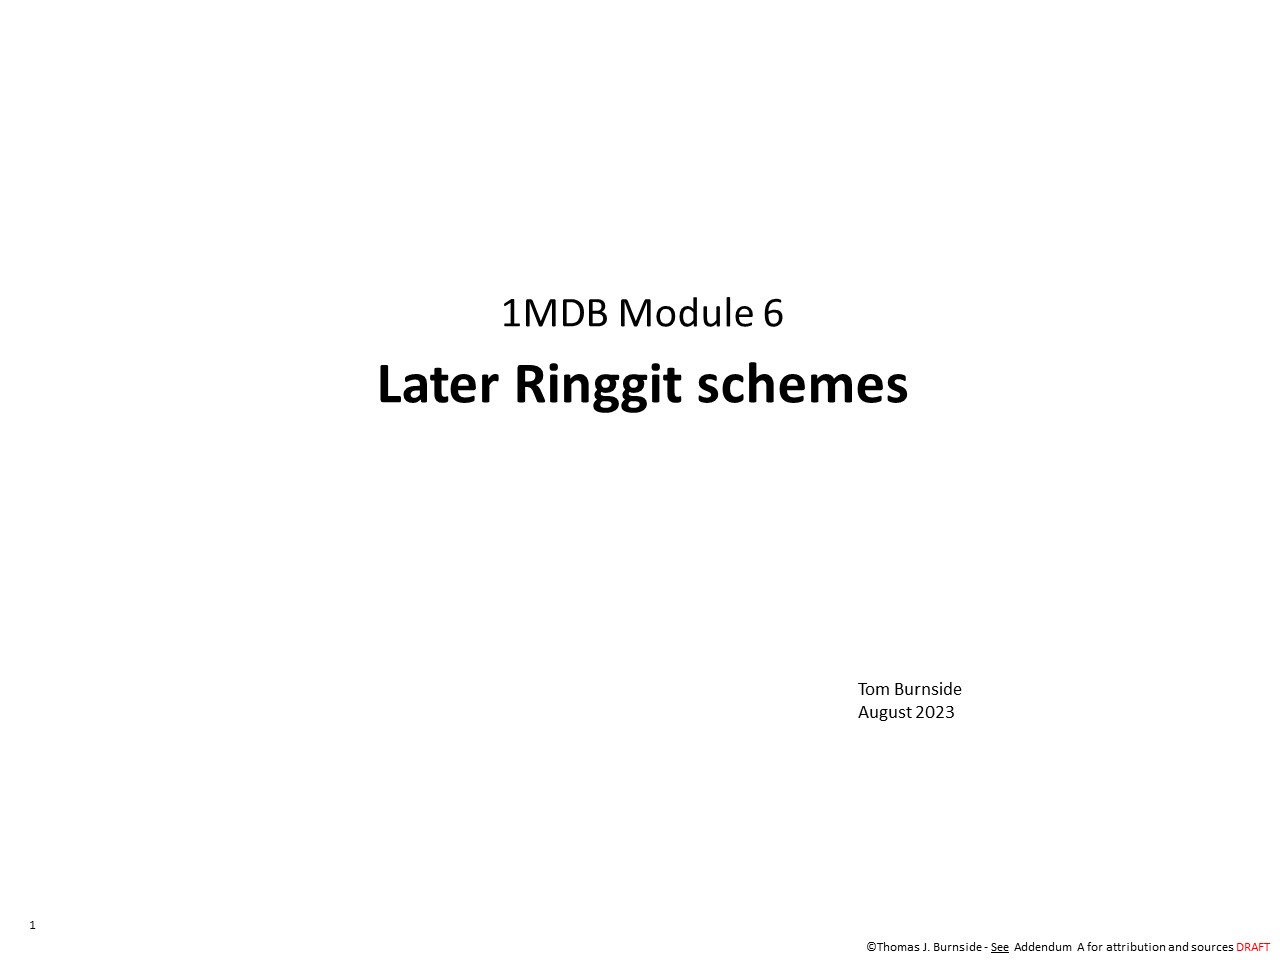 1MDB Module 6
Later Ringgit schemes
Tom Burnside
August 2023
1
©Thomas J. Burnside - See Addendum A for attribution and sources DRAFT